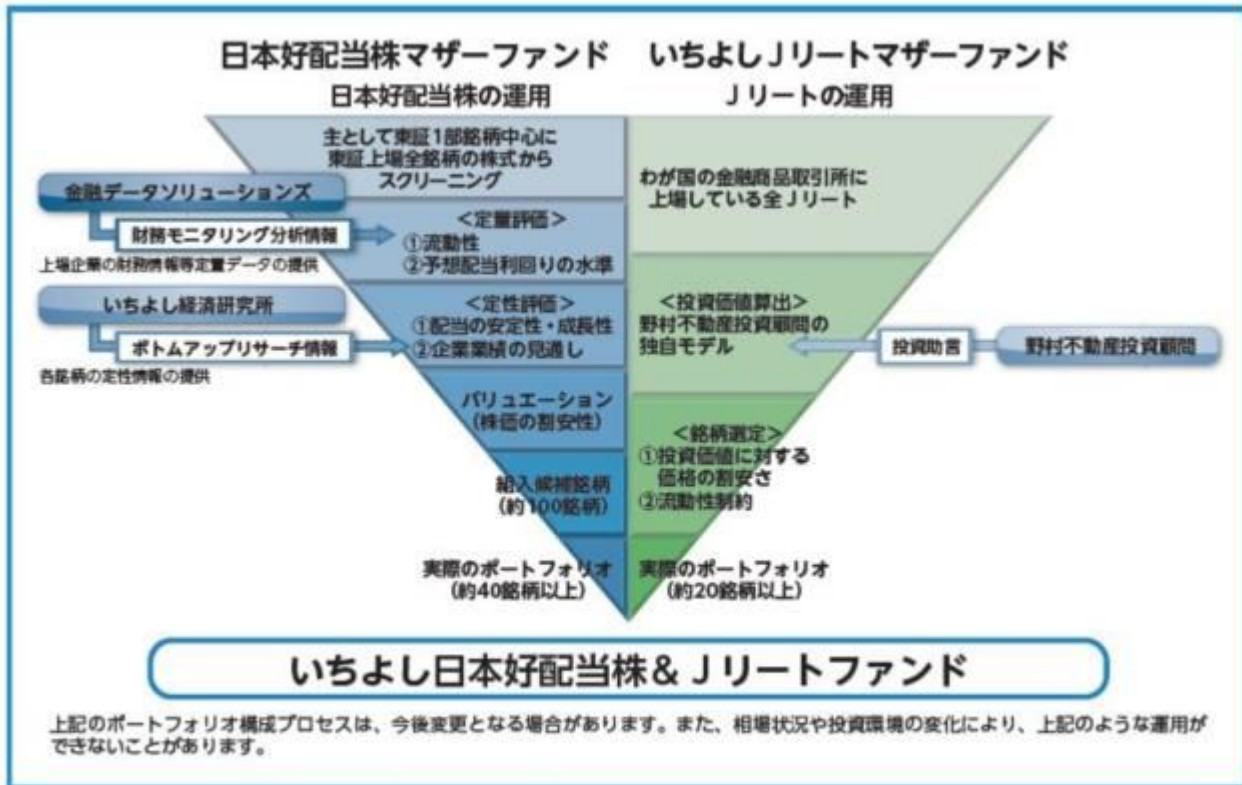 日本好配当株マザーファンド
日本好配当株の運用
主として東証1部銘柄中心に
東証上場全銘柄の株式から
スクリーニング
金融データソリューションズ
財務モニタリング分析情報
上場企業の財務情報等定量データの提供
<定量評価>
①流動性
②予想配当利回りの水準
いちよし経済研究所
ボトムアップリサーチ情報
各銘柄の定性情報の提供
<定性評価>
①配当の安定性・成長性
②企業業績の見通し
バリュエーション
(株価の割安性)
組入候補銘柄
(約100銘柄)
実際のポートフォリオ
(約40銘柄以上)
いちよしJリートマザーファンド
Jリートの運用
わが国の金融商品取引所に
上場している全Jリート
<投資価値算出>
野村不動産投資顧問の
独自モデル
投資助言
野村不動産投資顧問
<銘柄選定>
①投資価値に対する
価格の割安さ
②流動性制約
実際のポートフォリオ
(約20銘柄以上)
いちよし日本好配当株&Jリートファンド
上記のポートフォリオ構成プロセスは、今後変更となる場合があります。また、相場状況や投資環境の変化により、上記のような運用が
できないことがあります。